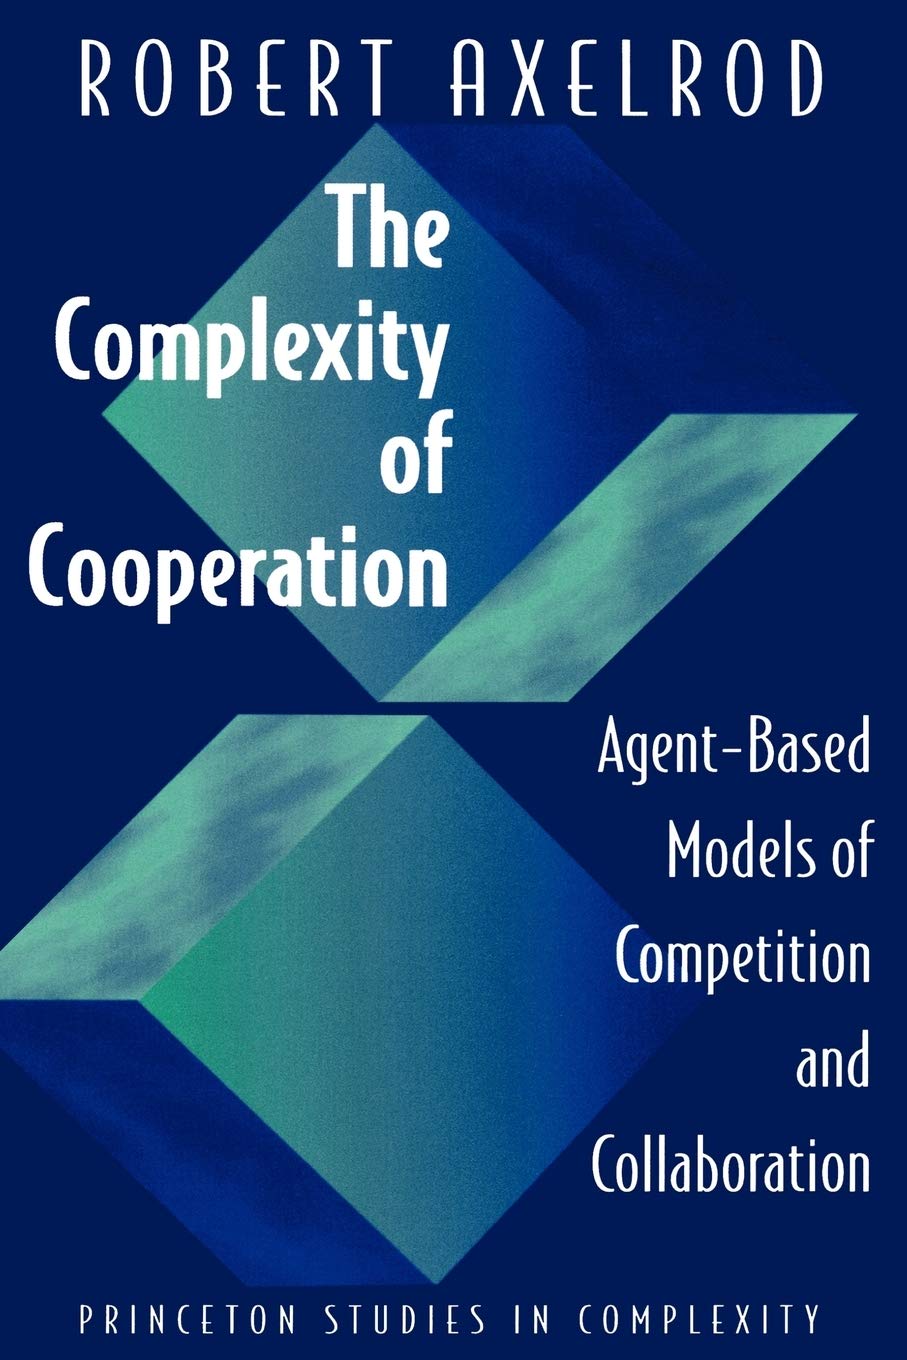 ROBERT AXELROD
The
Complexity
of
Cooperation
Agent-Based
Models of
Competition
and
Collaboration
PRINCETON STUDIES IN COMPLEXITY